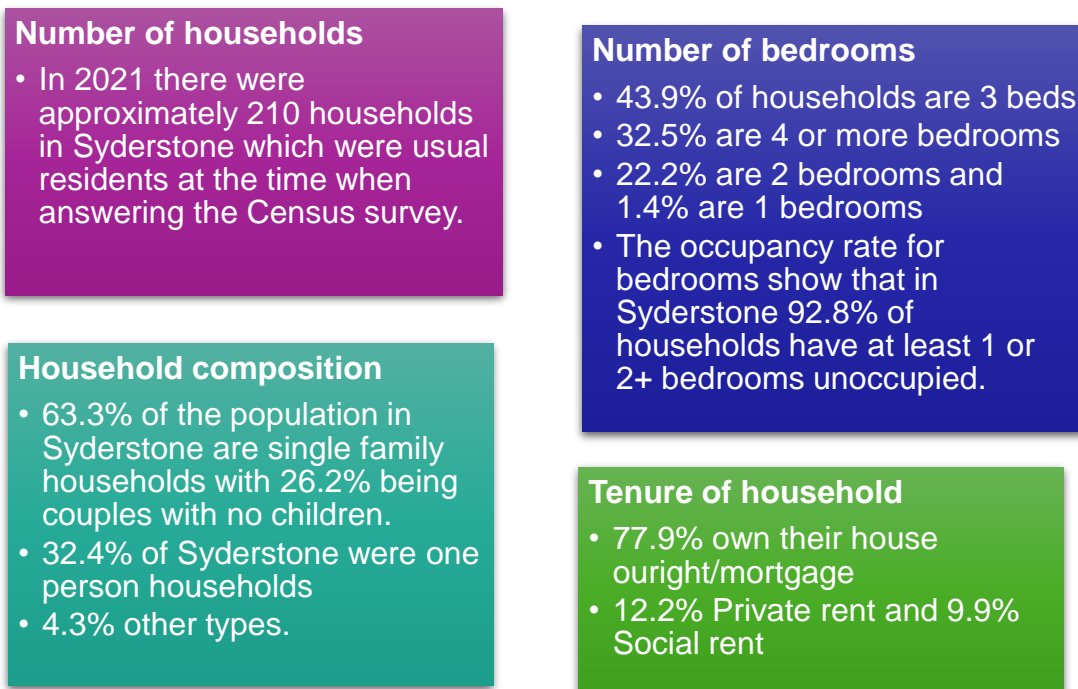 Number of households
• In 2021 there were
approximately 210 households
in Syderstone which were usual
residents at the time when
answering the Census survey.
Number of bedrooms
• 43.9% of households are 3 beds
• 32.5% are 4 or more bedrooms
• 22.2% are 2 bedrooms and
1.4% are 1 bedrooms
• The occupancy rate for
bedrooms show that in
Syderstone 92.8% of
households have at least 1 or
2+ bedrooms unoccupied.
Household composition
• 63.3% of the population in
Syderstone are single family
households with 26.2% being
couples with no children.
• 32.4% of Syderstone were one
person households
• 4.3% other types.
Tenure of household
• 77.9% own their house
ouright/mortgage
• 12.2% Private rent and 9.9%
Social rent